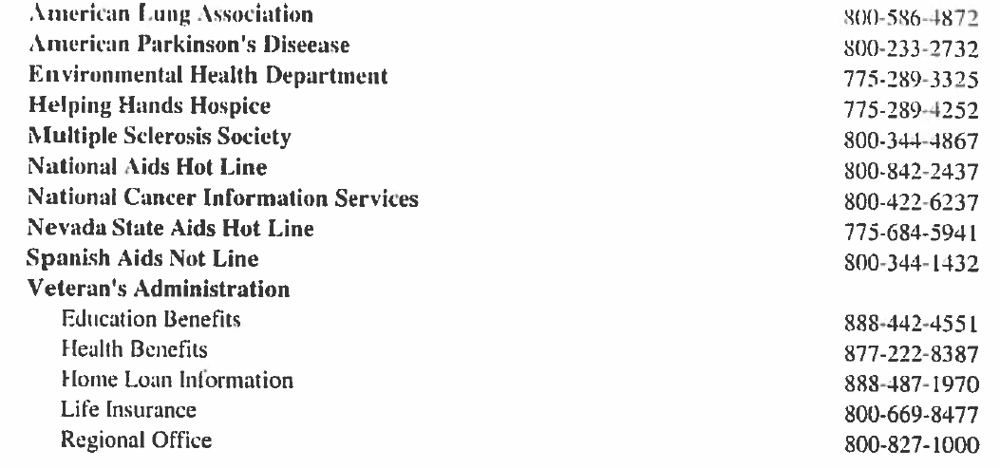 American Lung Association 800-586-4872
American Parkinson's Diseease 800-233-2732
Environmental Health Department 775-289-3325
Helping Hands Hospice 775-289-4252
Multiple Sclerosis Society 800-344-4867
National Aids Hot Line 800-842-2437
National Cancer Information Services 800-422-6237
Nevada State Aids Hot Line 775-684-5941
Spanish Aids Not Line 800-344-1432
Veteran's Administration
Education Benefits 888-442-4551
Health Benefits 877-222-8387
Home Loan Information 888-487-1970
Life Insurance 800-669-8477
Regional Office 800-827-1000